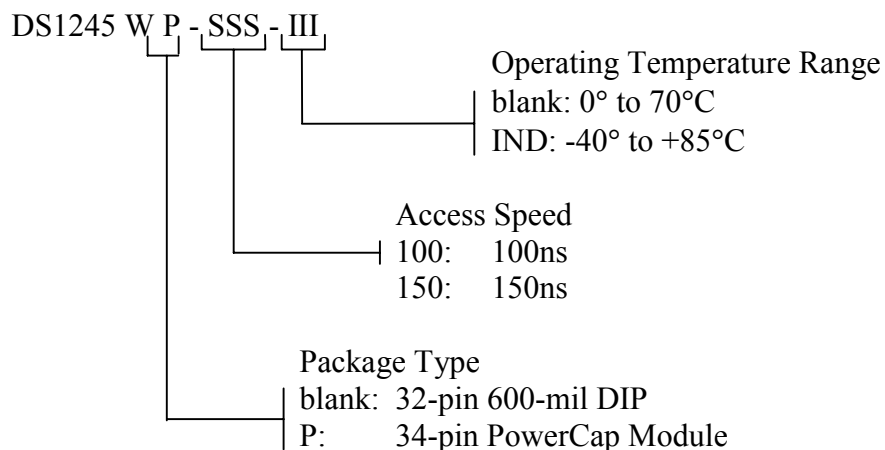 DS1245 W P - SSS - III
Operating Temperature Range
blank: 0° to 70°C
IND: -40° to +85°C
Access Speed
100: 100ns
150: 150ns
Package Type
blank: 32-pin 600-mil DIP
P: 34-pin PowerCap Module